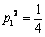 p₁² = 1/4